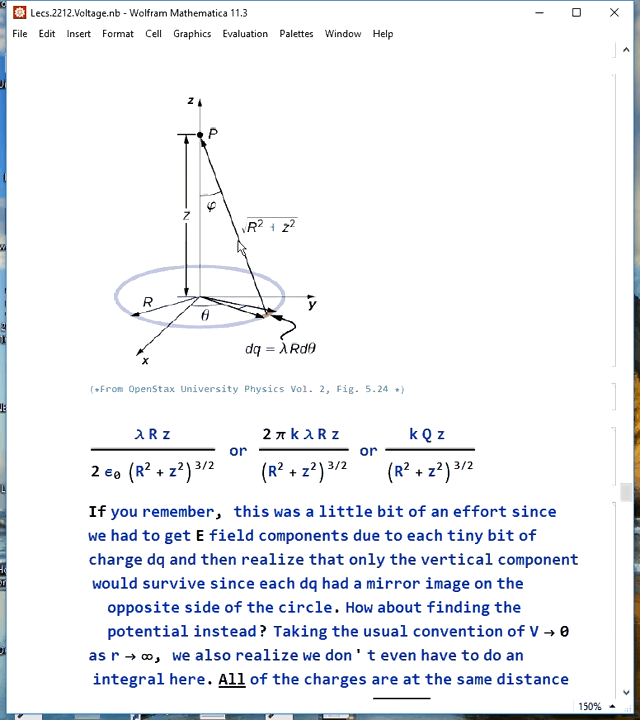 Lecs.2212.Voltage.nb - Wolfram Mathematica 11.3
File Edit Insert Format Cell Graphics Evaluation Palettes Window Help
z
P
φ
z
√R² + z²
R
θ
y
x
dq = λRdθ
(*From OpenStax University Physics Vol. 2, Fig. 5.24 *)
λ R z / 2 ϵ₀ (R² + z²)^3/2 or 2 π k λ R z / (R² + z²)^3/2 or k Q z / (R² + z²)^3/2
If you remember, this was a little bit of an effort since
we had to get E field components due to each tiny bit of
charge dq and then realize that only the vertical component
would survive since each dq had a mirror image on the
opposite side of the circle. How about finding the
potential instead? Taking the usual convention of V → 0
as r → ∞, we also realize we don't even have to do an
integral here. All of the charges are at the same distance
150%